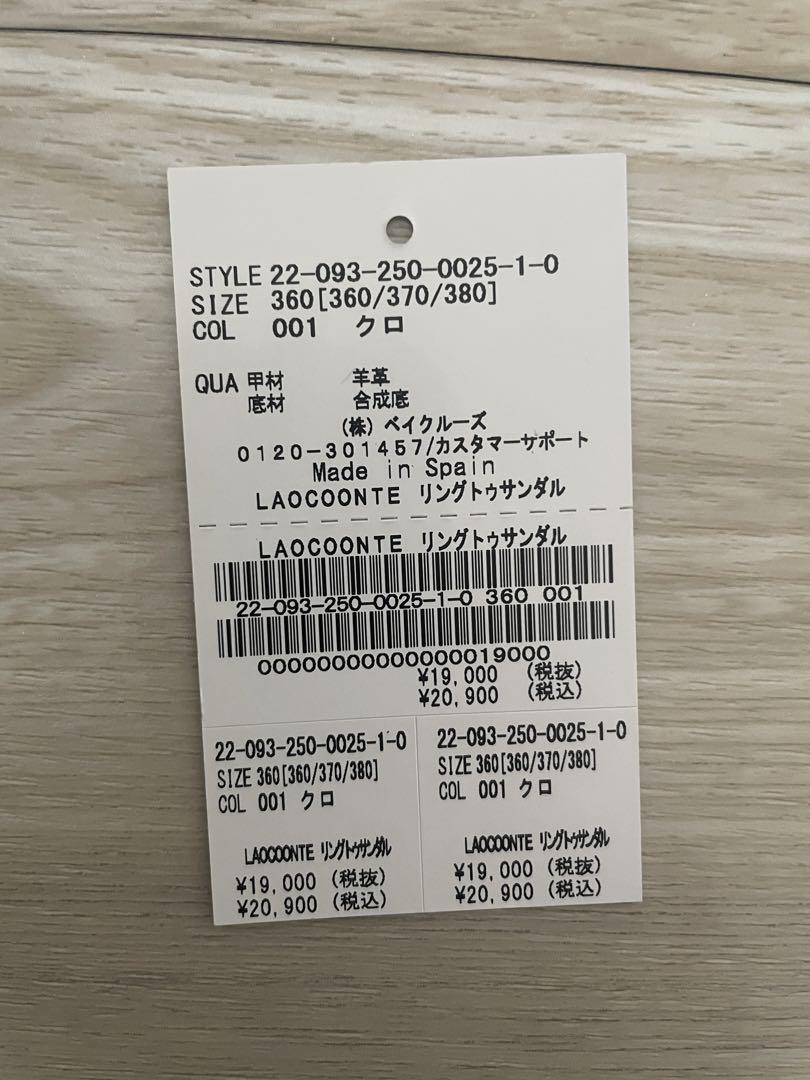 STYLE 22-093-250-0025-1-0
SIZE 360[360/370/380]
COL 001 クロ
QUA 甲材 羊革
底材 合成底
(株) ベイクルーズ
0120-301457/カスタマーサポート
Made in Spain
LAOCOONTE リングトゥサンダル
LAOCOONTE リングトゥサンダル
22-093-250-0025-1-0 360 001
00000000000000019000
¥19,000 (税抜)
¥20,900 (税込)
22-093-250-0025-1-0
SIZE 360[360/370/380]
COL 001 クロ
LAOCOONTE リングトゥサンダル
¥19,000 (税抜)
¥20,900 (税込)
22-093-250-0025-1-0
SIZE 360[360/370/380]
COL 001 クロ
LAOCOONTE リングトゥサンダル
¥19,000 (税抜)
¥20,900 (税込)